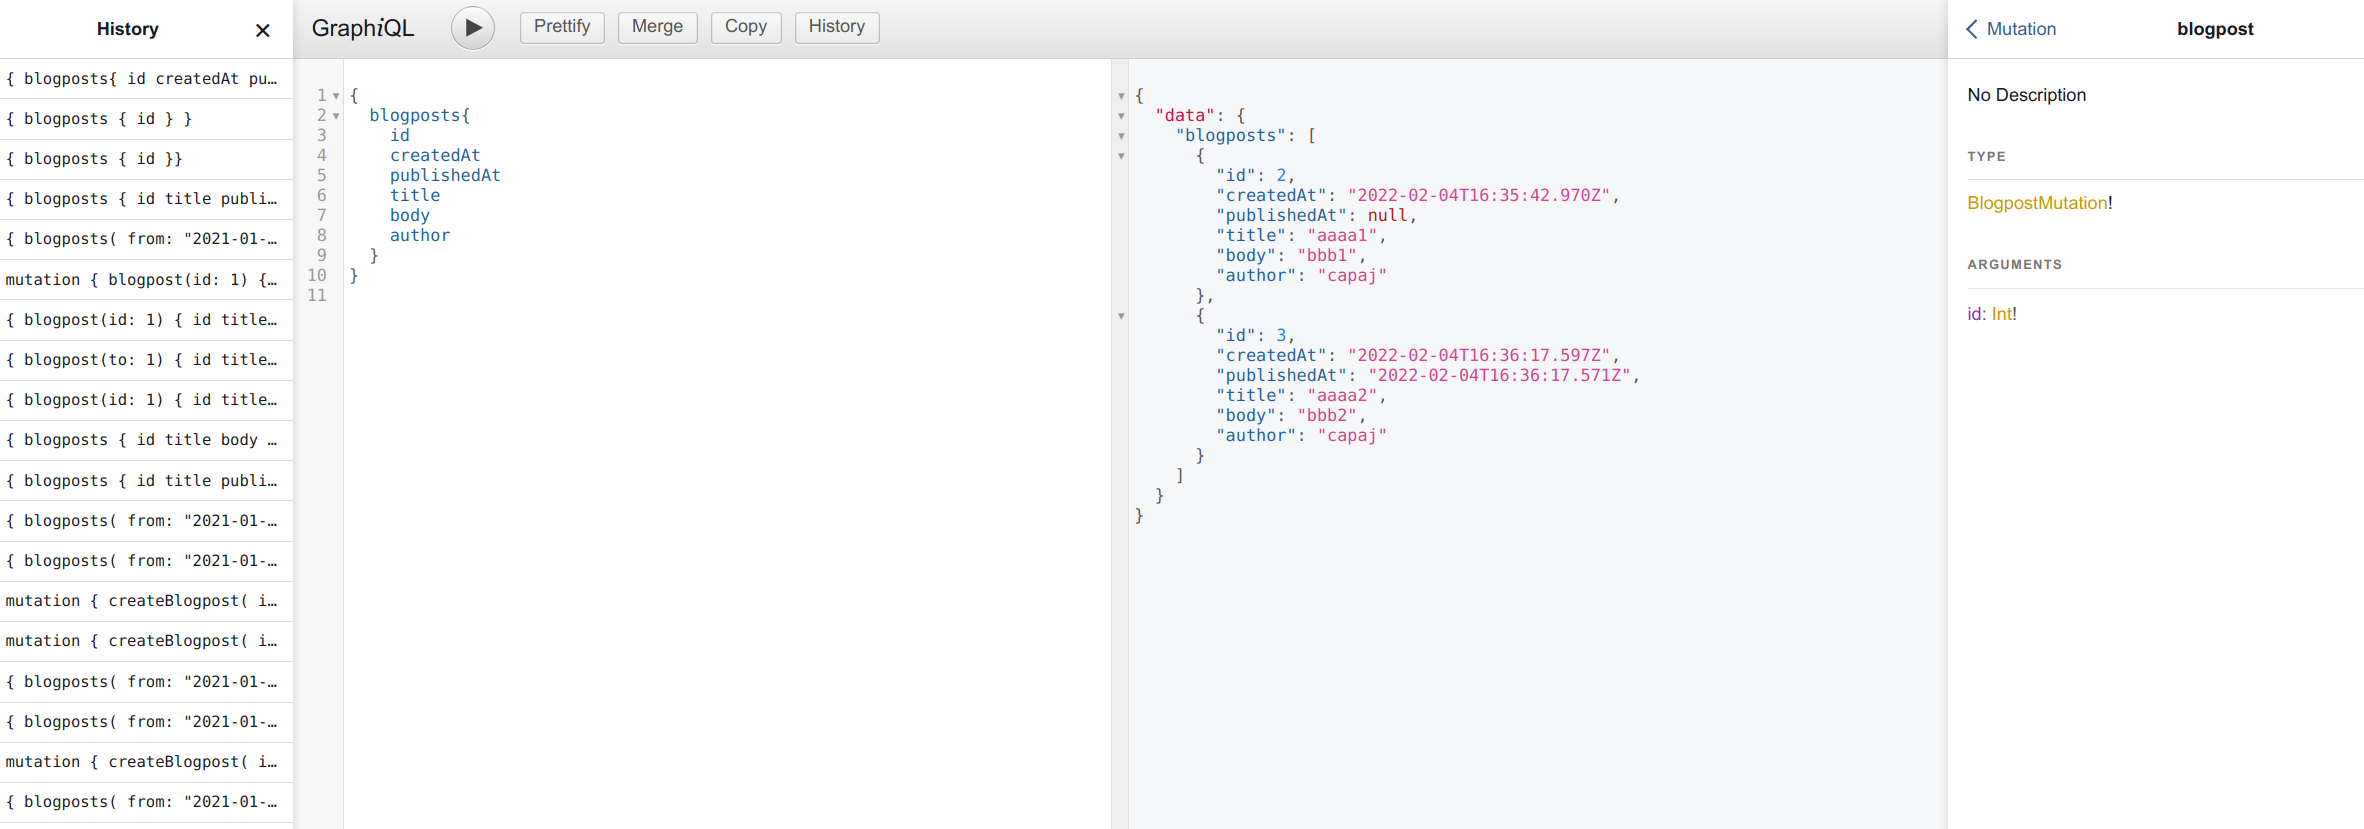 History ✕
{ blogposts{ id createdAt pu…
{ blogposts { id } }
{ blogposts { id }}
{ blogposts { id title publi…
{ blogposts( from: "2021-01-…
mutation { blogpost(id: 1) {…
{ blogpost(id: 1) { id title…
{ blogpost(to: 1) { id title…
{ blogpost(id: 1) { id title…
{ blogposts { id title body …
{ blogposts { id title publi…
{ blogposts( from: "2021-01-…
{ blogposts( from: "2021-01-…
mutation { createBlogpost( i…
mutation { createBlogpost( i…
{ blogposts( from: "2021-01-…
{ blogposts( from: "2021-01-…
mutation { createBlogpost( i…
{ blogposts( from: "2021-01-…
GraphiQL Prettify Merge Copy History
1 {
2   blogposts{
3     id
4     createdAt
5     publishedAt
6     title
7     body
8     author
9   }
10 }
11
{
  "data": {
    "blogposts": [
      {
        "id": 2,
        "createdAt": "2022-02-04T16:35:42.970Z",
        "publishedAt": null,
        "title": "aaaa1",
        "body": "bbb1",
        "author": "capaj"
      },
      {
        "id": 3,
        "createdAt": "2022-02-04T16:36:17.597Z",
        "publishedAt": "2022-02-04T16:36:17.571Z",
        "title": "aaaa2",
        "body": "bbb2",
        "author": "capaj"
      }
    ]
  }
}
Mutation blogpost
No Description
TYPE
BlogpostMutation!
ARGUMENTS
id: Int!